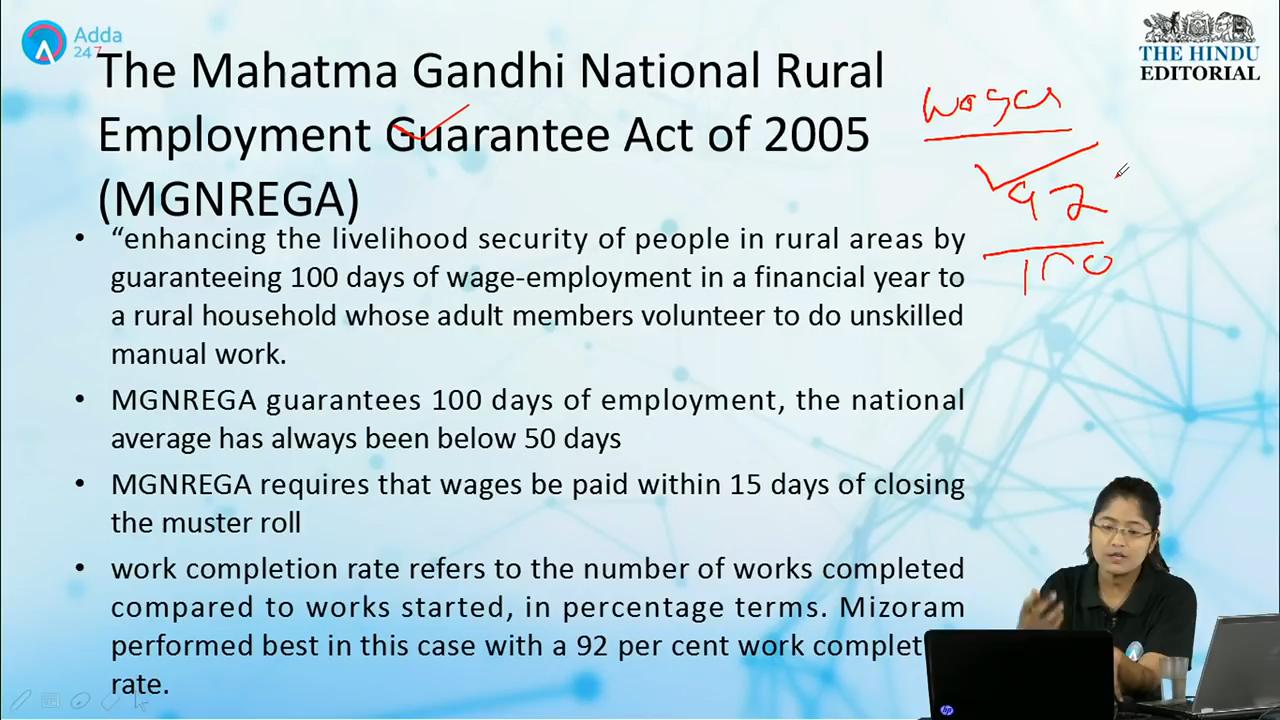 Adda
247
THE HINDU
EDITORIAL
The Mahatma Gandhi National Rural
Employment Guarantee Act of 2005
(MGNREGA)
wages
92
100
• “enhancing the livelihood security of people in rural areas by
guaranteeing 100 days of wage-employment in a financial year to
a rural household whose adult members volunteer to do unskilled
manual work.
• MGNREGA guarantees 100 days of employment, the national
average has always been below 50 days
• MGNREGA requires that wages be paid within 15 days of closing
the muster roll
• work completion rate refers to the number of works completed
compared to works started, in percentage terms. Mizoram
performed best in this case with a 92 per cent work complet
rate.
hp